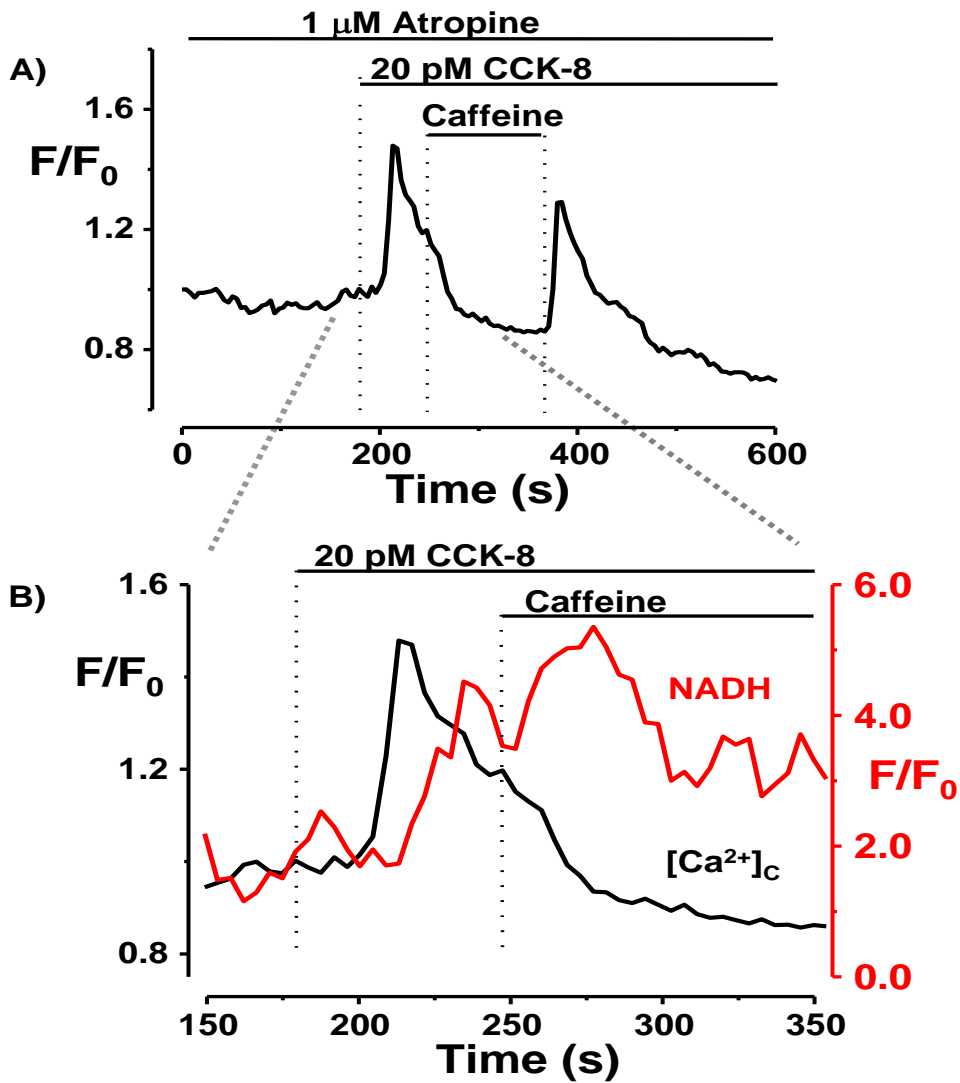 1 μM Atropine
A)
20 pM CCK-8
Caffeine
1.6
F/F₀
1.2
0.8
0 200 400 600
Time (s)
20 pM CCK-8
B)
1.6 6.0
Caffeine
F/F₀
NADH
4.0
1.2
F/F₀
2.0
[Ca²⁺]C
0.8
0.0
150 200 250 300 350
Time (s)